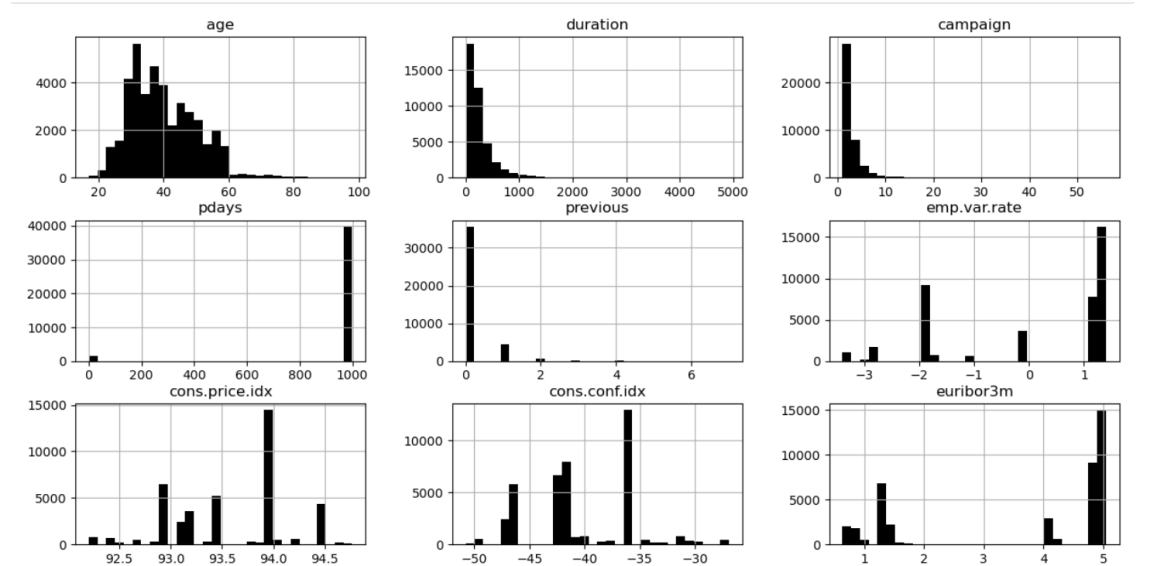 age duration campaign
4000
2000
0
20 40 60 80 100
15000
10000
5000
0
0 1000 2000 3000 4000 5000
20000
10000
0
0 10 20 30 40 50
pdays previous emp.var.rate
40000
30000
20000
10000
0
0 200 400 600 800 1000
30000
20000
10000
0
0 2 4 6
15000
10000
5000
0
−3 −2 −1 0 1
cons.price.idx cons.conf.idx euribor3m
15000
10000
5000
0
92.5 93.0 93.5 94.0 94.5
10000
5000
0
−50 −45 −40 −35 −30
15000
10000
5000
0
1 2 3 4 5